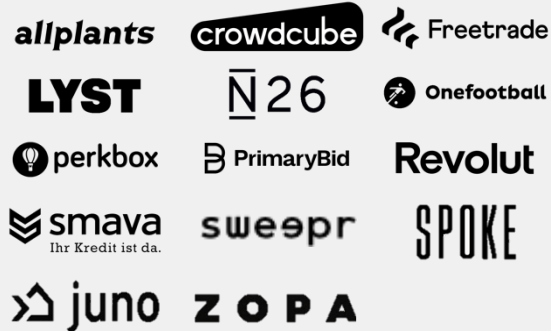 allplants
crowdcube
Freetrade
LYST
N26
Onefootball
perkbox
PrimaryBid
Revolut
smava
Ihr Kredit ist da.
sweepr
SPOKE
juno
ZOPA